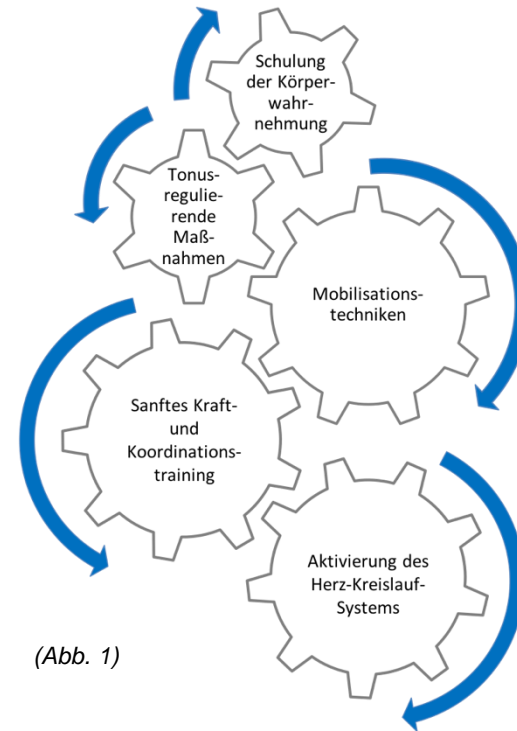 Schulung
der Körper-
wahr-
nehmung
Tonus-
regulie-
rende
Maß-
nahmen
Mobilisations-
techniken
Sanftes Kraft-
und
Koordinations-
training
Aktivierung des
Herz-Kreislauf-
Systems
(Abb. 1)